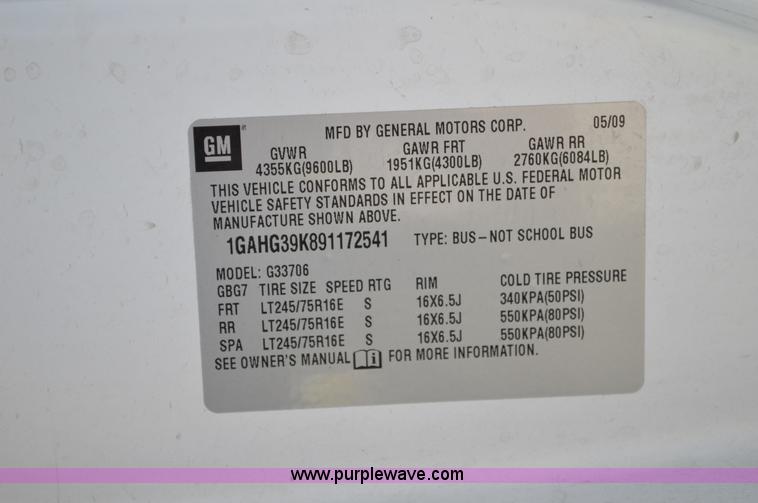 GM
MFD BY GENERAL MOTORS CORP. 05/09
GVWR GAWR FRT GAWR RR
4355KG(9600LB) 1951KG(4300LB) 2760KG(6084LB)
THIS VEHICLE CONFORMS TO ALL APPLICABLE U.S. FEDERAL MOTOR
VEHICLE SAFETY STANDARDS IN EFFECT ON THE DATE OF
MANUFACTURE SHOWN ABOVE.
1GAHG39K891172541 TYPE: BUS-NOT SCHOOL BUS
MODEL: G33706
GBG7 TIRE SIZE SPEED RTG RIM COLD TIRE PRESSURE
FRT LT245/75R16E S 16X6.5J 340KPA(50PSI)
RR LT245/75R16E S 16X6.5J 550KPA(80PSI)
SPA LT245/75R16E S 16X6.5J 550KPA(80PSI)
SEE OWNER'S MANUAL FOR MORE INFORMATION.
www.purplewave.com